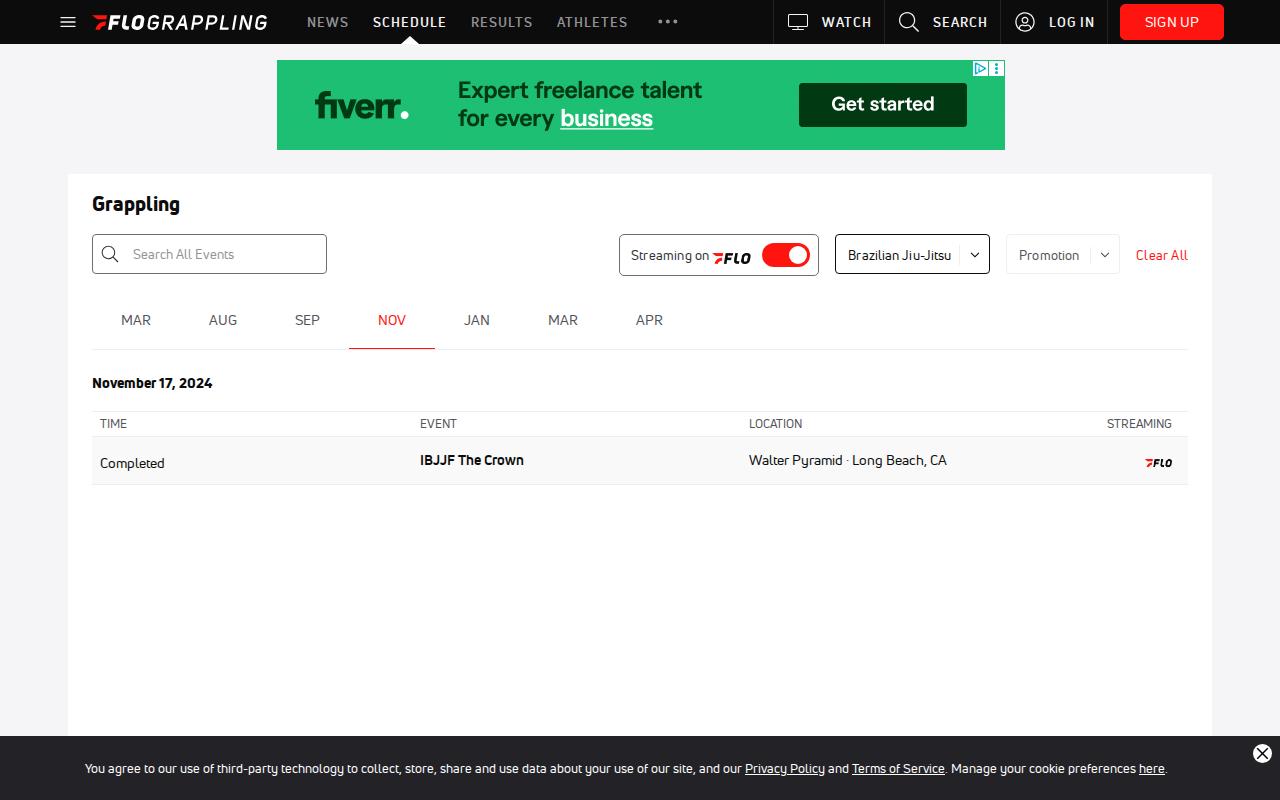 FLOGRAPPLING NEWS SCHEDULE RESULTS ATHLETES WATCH SEARCH LOG IN SIGN UP
fiverr. Expert freelance talent for every business Get started
Grappling
Search All Events Streaming on FLO Brazilian Jiu-Jitsu Promotion Clear All
MAR AUG SEP NOV JAN MAR APR
November 17, 2024
TIME EVENT LOCATION STREAMING
Completed IBJJF The Crown Walter Pyramid · Long Beach, CA FLO
You agree to our use of third-party technology to collect, store, share and use data about your use of our site, and our Privacy Policy and Terms of Service. Manage your cookie preferences here.